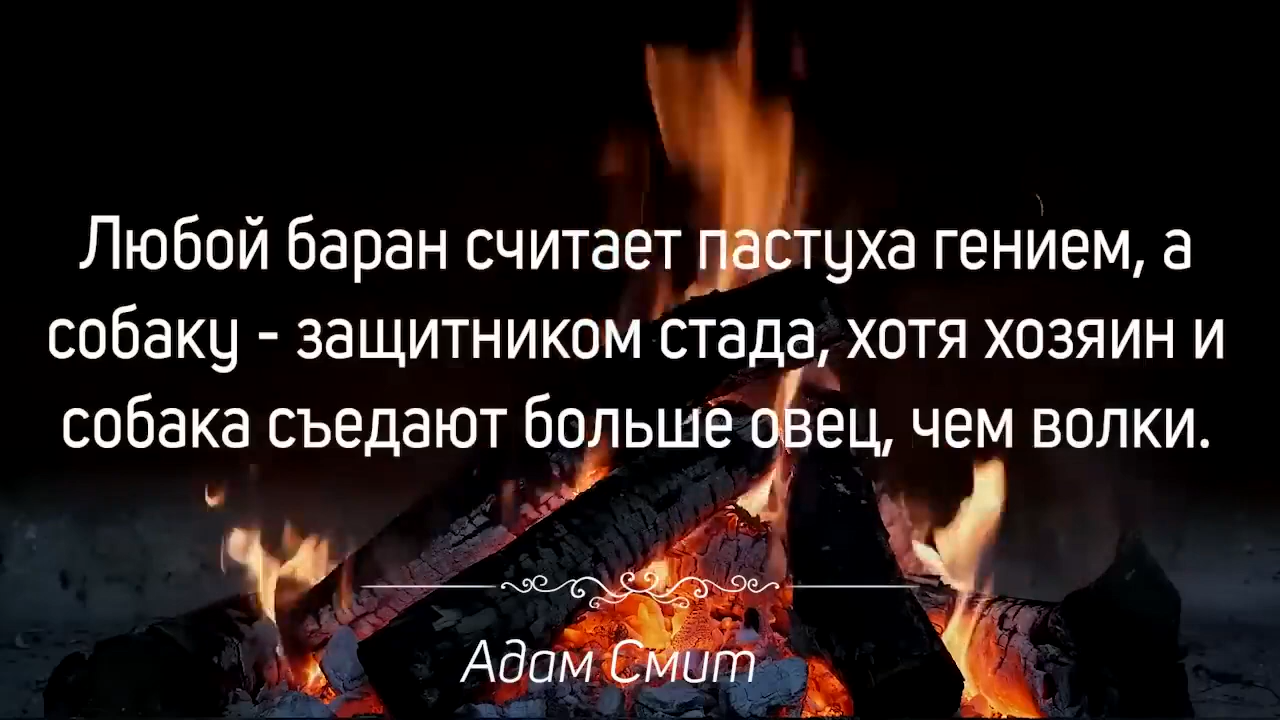 Любой баран считает пастуха гением, а
собаку - защитником стада, хотя хозяин и
собака съедают больше овец, чем волки.
Адам Смит